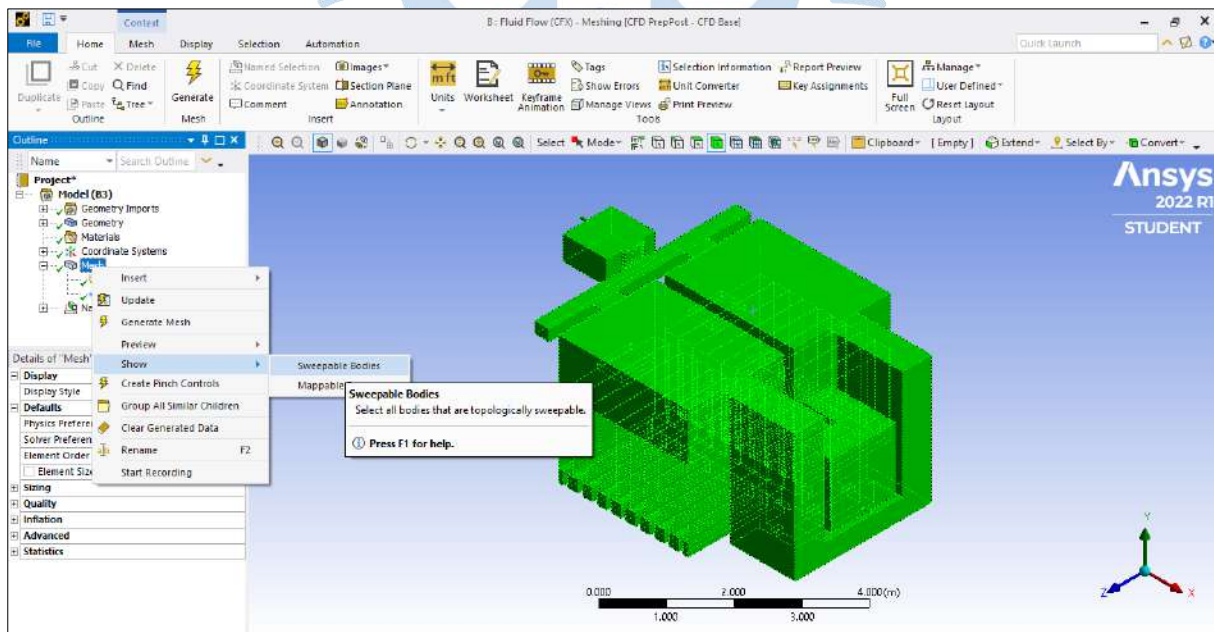 Context
B : Fluid Flow (CFX) - Meshing [CFD PrepPost - CFD Base]
File Home Mesh Display Selection Automation
Quick Launch
Duplicate
Cut
Copy
Paste
Delete
Find
Tree
Outline
Generate
Mesh
Named Selection
Coordinate System
Comment
Images
Section Plane
Annotation
Insert
Units
Worksheet
Keyframe Animation
Tags
Show Errors
Manage Views
Selection Information
Unit Converter
Print Preview
Report Preview
Key Assignments
Tools
Full Screen
Manage
User Defined
Reset Layout
Layout
Outline
Select Mode Clipboard [Empty] Extend Select By Convert
Name Search Outline
Project*
Model (B3)
Geometry Imports
Geometry
Materials
Coordinate Systems
Mesh
Ne
Insert
Update
Generate Mesh
Preview
Show
Create Pinch Controls
Group All Similar Children
Clear Generated Data
Rename F2
Start Recording
Sweepable Bodies
Mappable
Sweepable Bodies
Select all bodies that are topologically sweepable.
Press F1 for help.
Details of "Mesh"
Display
Display Style
Defaults
Physics Preferen
Solver Preferen
Element Order
Element Siz
Sizing
Quality
Inflation
Advanced
Statistics
Ansys
2022 R1
STUDENT
0.000 2.000 4.000(m)
1.000 3.000
Y
Z X